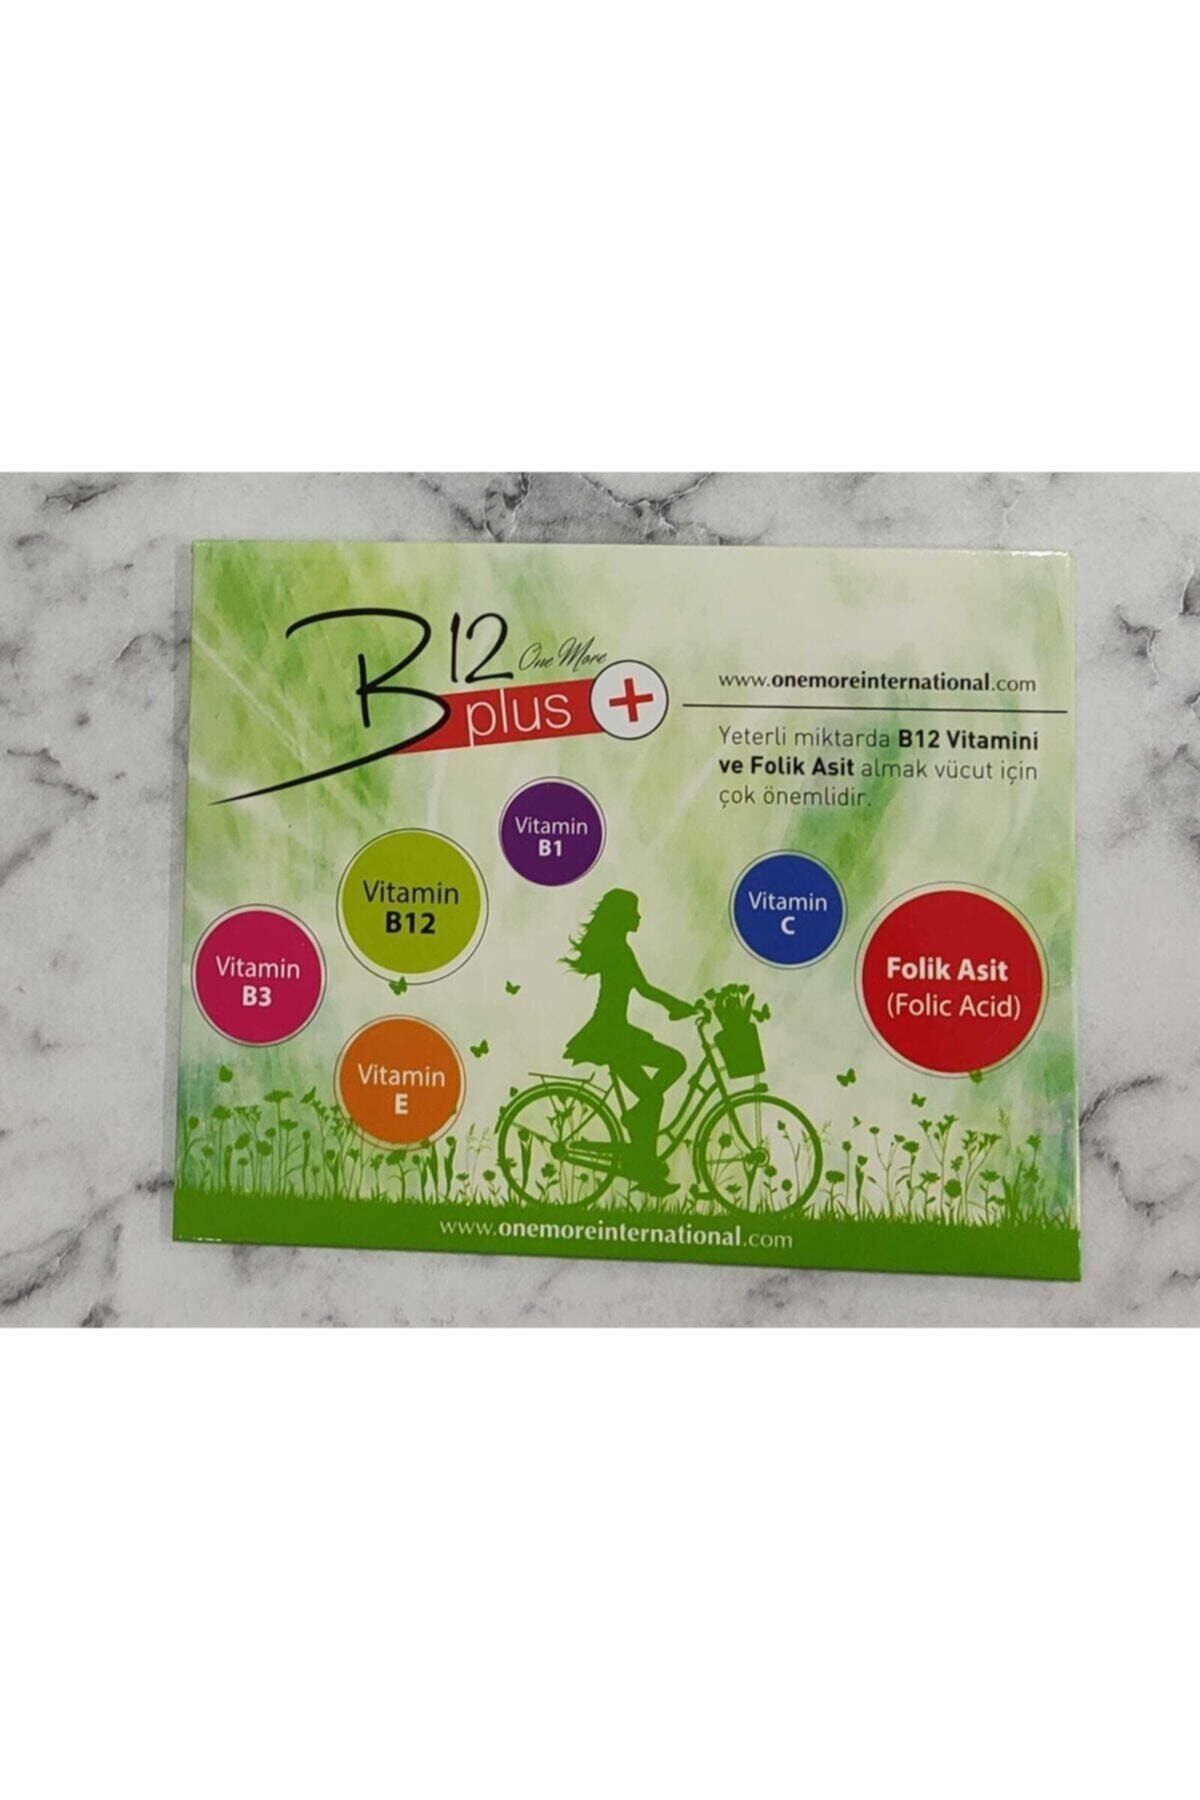 B12 One More
plus +
www.onemoreinternational.com
Yeterli miktarda B12 Vitamini
ve Folik Asit almak vücut için
çok önemlidir.
Vitamin
B1
Vitamin
B12
Vitamin
C
Vitamin
B3
Folik Asit
(Folic Acid)
Vitamin
E
www.onemoreinternational.com